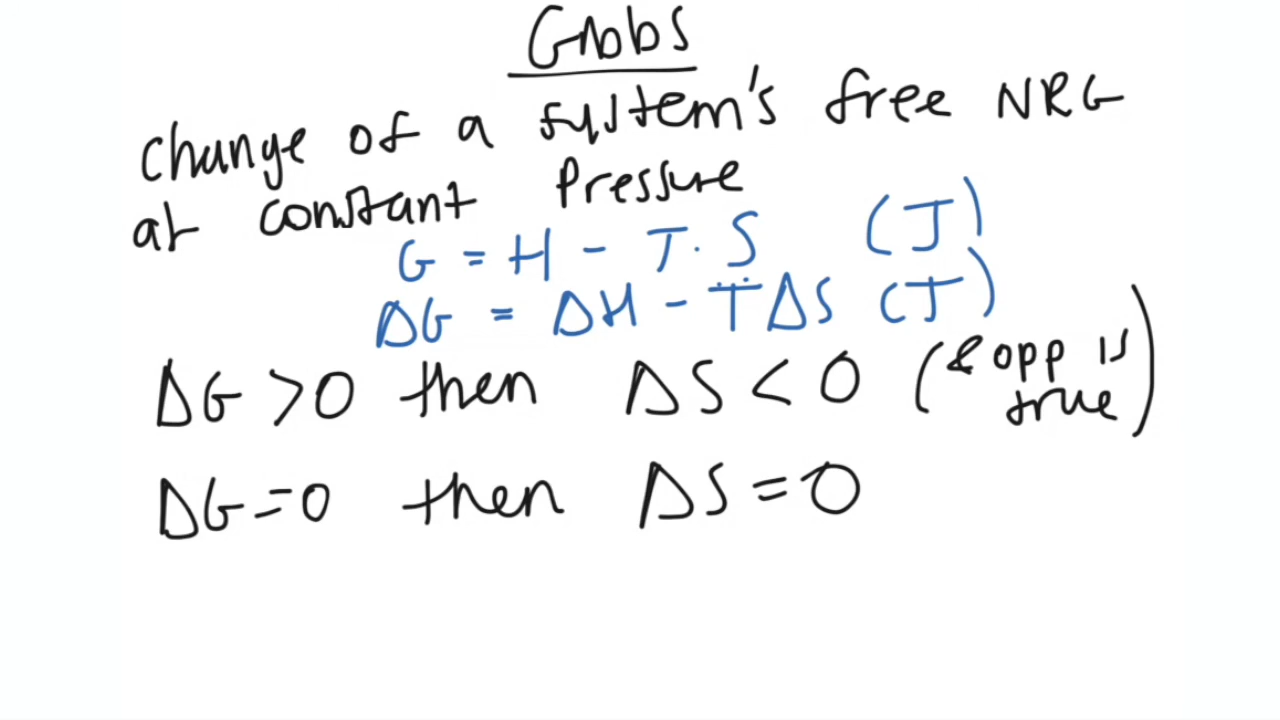 Gibbs
change of a system's free NRG
at constant Pressure
G = H - T · S (J)
ΔG = ΔH - TΔS (J)
ΔG > 0 then ΔS < 0 (& opp is true)
ΔG = 0 then ΔS = 0